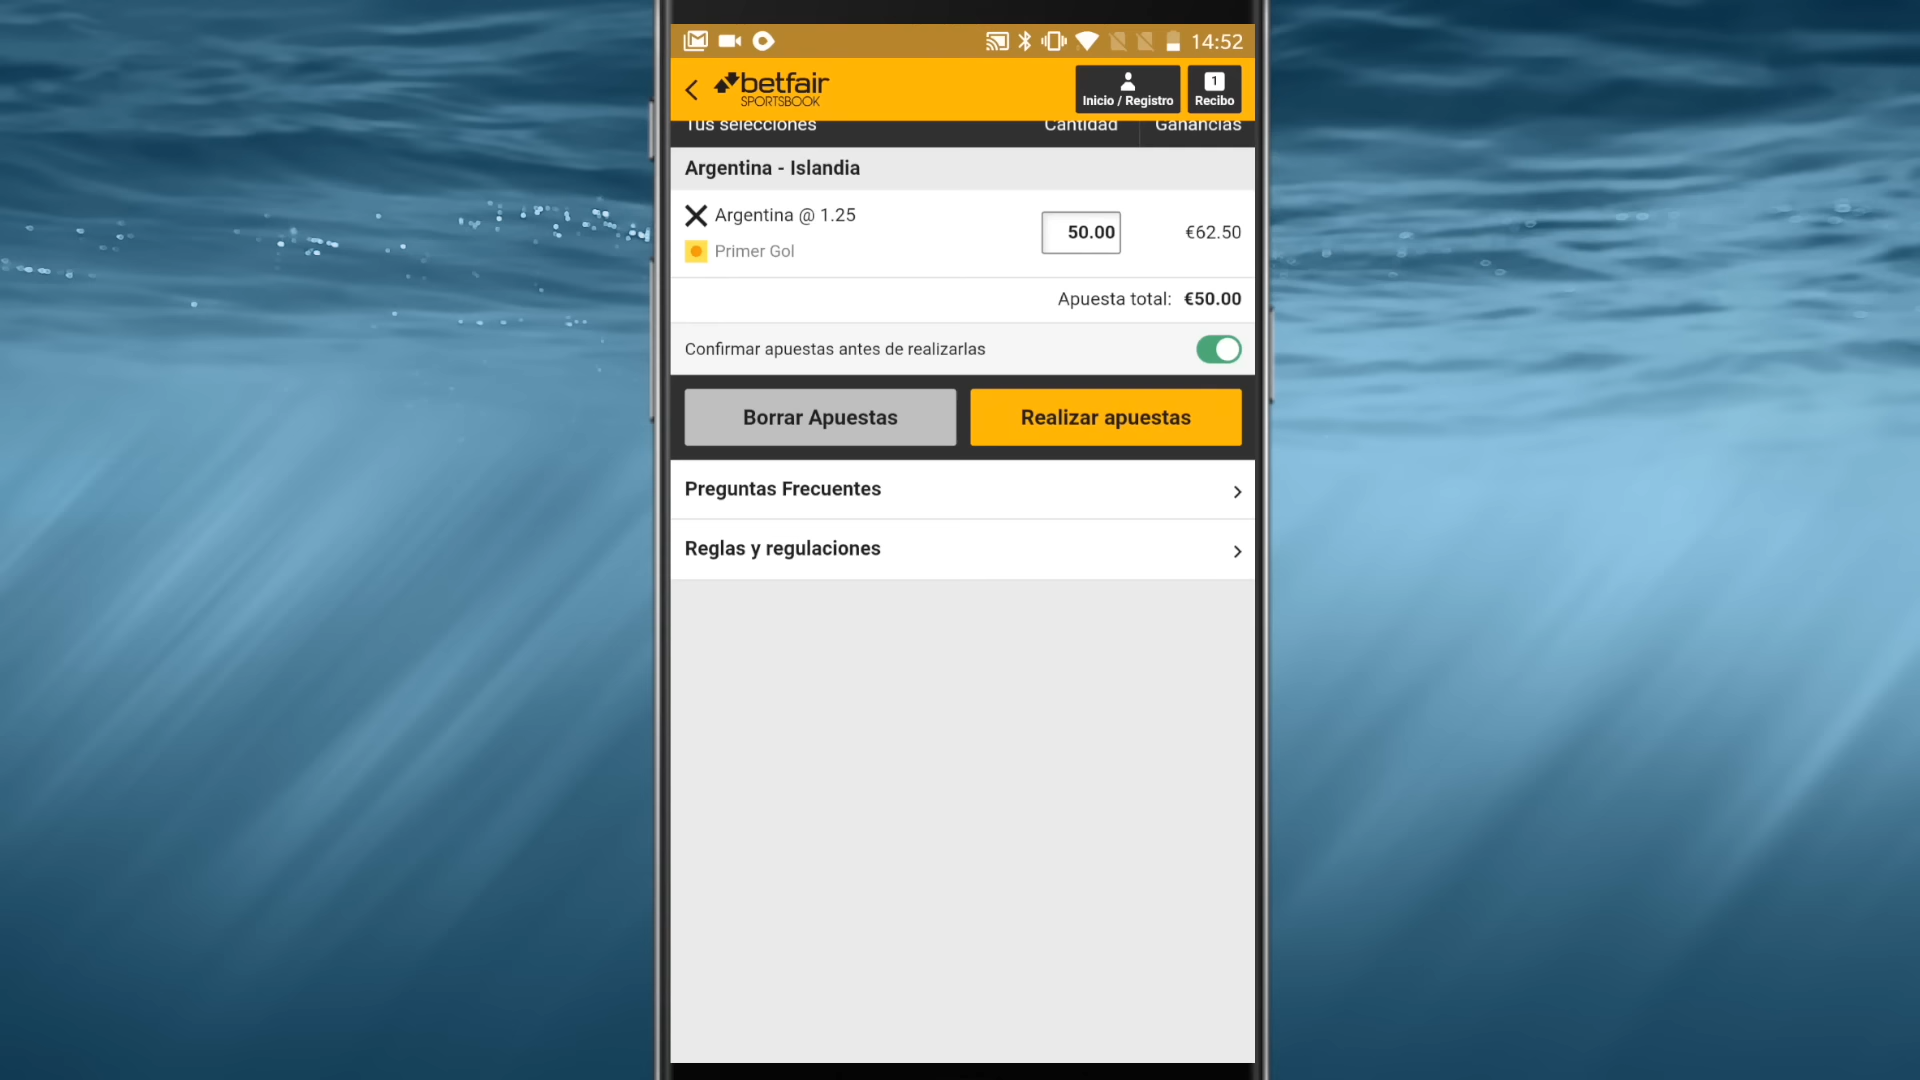 14:52
betfair
SPORTSBOOK
Inicio / Registro
1
Recibo
Tus selecciones Cantidad Ganancias
Argentina - Islandia
Argentina @ 1.25
50.00
€62.50
Primer Gol
Apuesta total: €50.00
Confirmar apuestas antes de realizarlas
Borrar Apuestas
Realizar apuestas
Preguntas Frecuentes
Reglas y regulaciones